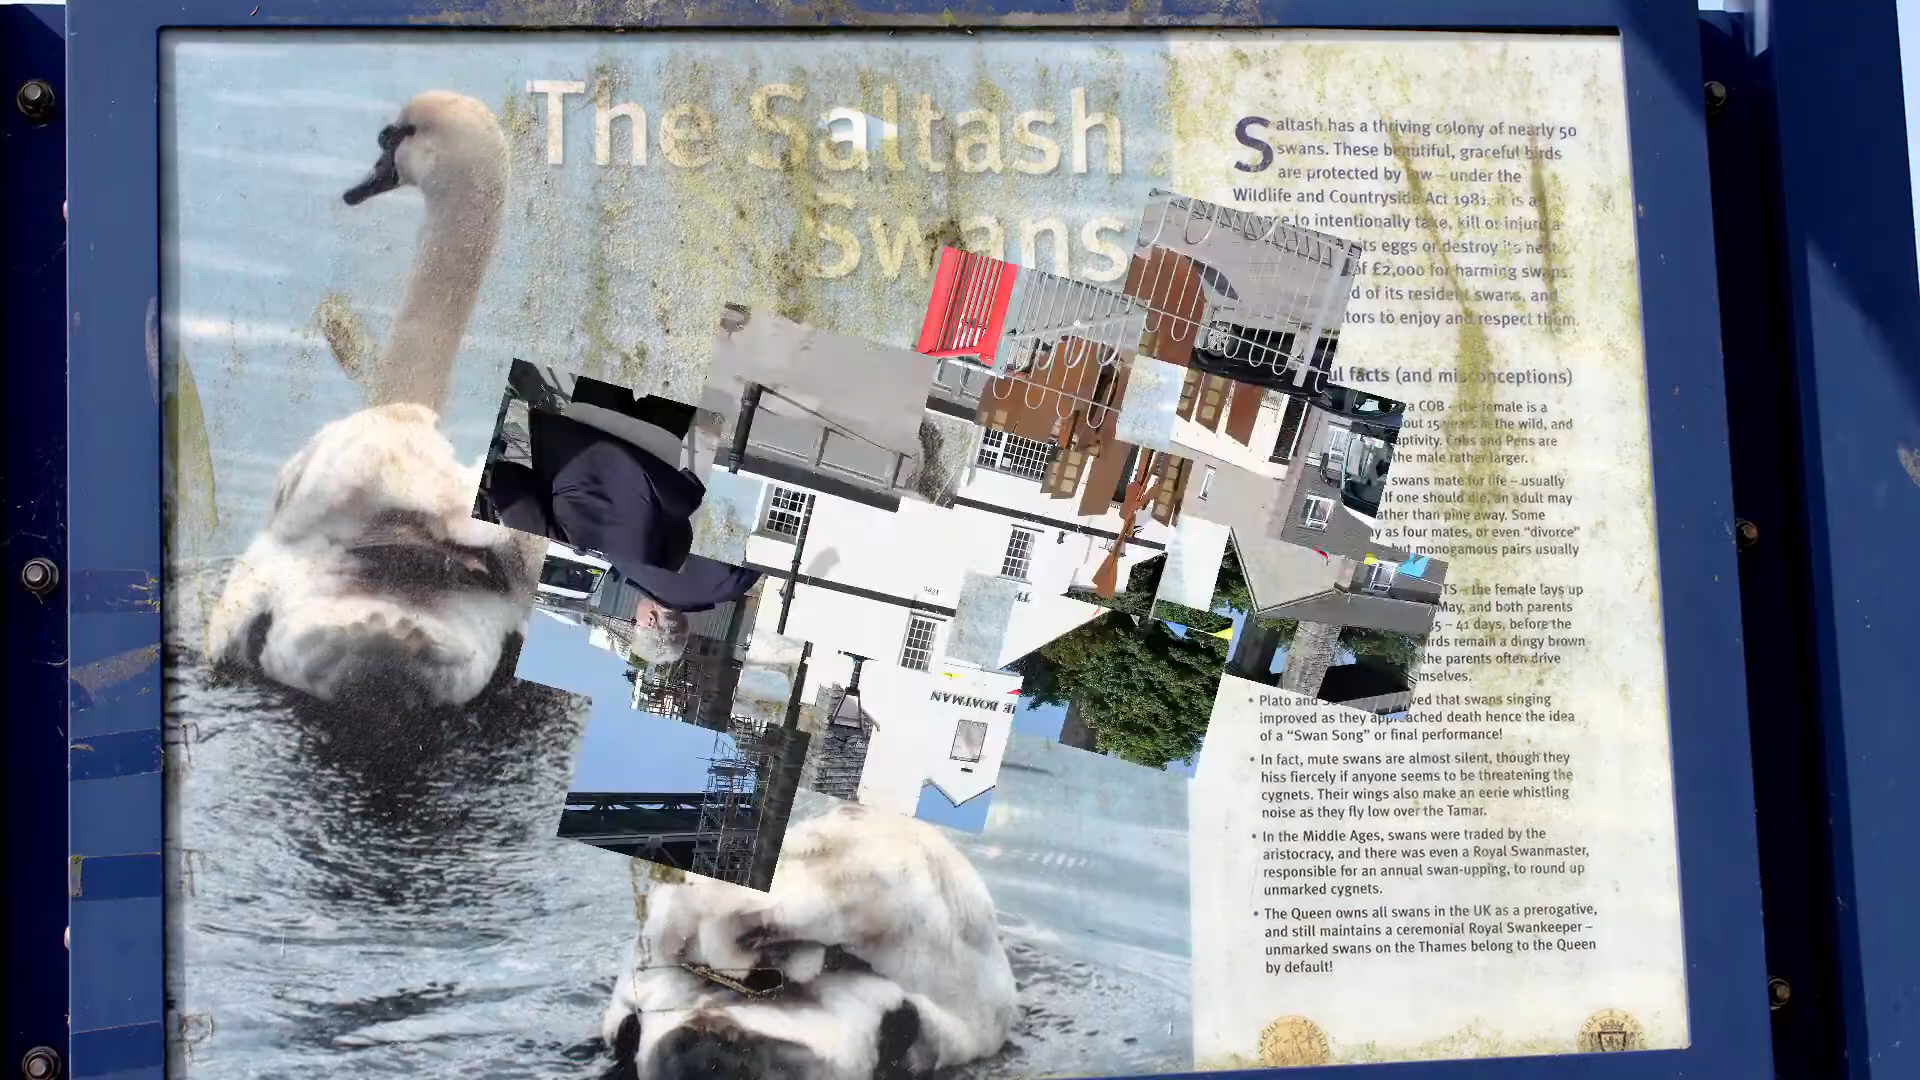 The Saltash
Swans
Saltash has a thriving colony of nearly 50
swans. These beautiful, graceful birds
are protected by law – under the
Wildlife and Countryside Act 1981, it is a
to intentionally take, kill or injure a
its eggs or destroy its nest
of £2,000 for harming swans.
of its resident swans, and
to enjoy and respect them.
facts (and misconceptions)
a COB – the female is a
15 years in the wild, and
Cobs and Pens are
the male rather larger.
swans mate for life – usually
If one should die, an adult may
rather than pine away. Some
as four mates, or even “divorce”
but monogamous pairs usually
– the female lays up
May, and both parents
35 – 41 days, before the
remain a dingy brown
the parents often drive
• Plato and that swans singing
improved as they approached death hence the idea
of a “Swan Song” or final performance!
• In fact, mute swans are almost silent, though they
hiss fiercely if anyone seems to be threatening the
cygnets. Their wings also make an eerie whistling
noise as they fly low over the Tamar.
• In the Middle Ages, swans were traded by the
aristocracy, and there was even a Royal Swanmaster,
responsible for an annual swan-upping, to round up
unmarked cygnets.
• The Queen owns all swans in the UK as a prerogative,
and still maintains a ceremonial Royal Swankeeper –
unmarked swans on the Thames belong to the Queen
by default!
BOATMAN